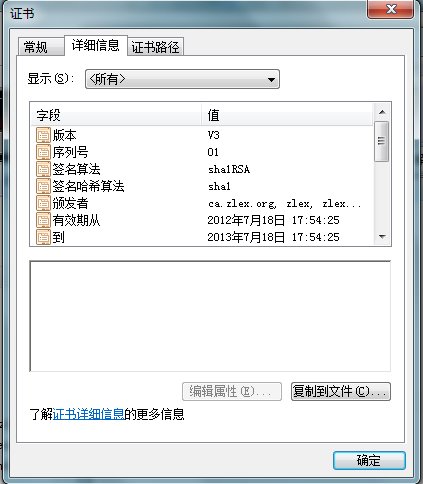 证书
常规 详细信息 证书路径
显示(S): <所有>
字段 值
版本 V3
序列号 01
签名算法 sha1RSA
签名哈希算法 sha1
颁发者 ca.zlex.org, zlex, zlex...
有效期从 2012年7月18日 17:54:25
到 2013年7月18日 17:54:25
编辑属性(E)... 复制到文件(C)...
了解证书详细信息的更多信息
确定